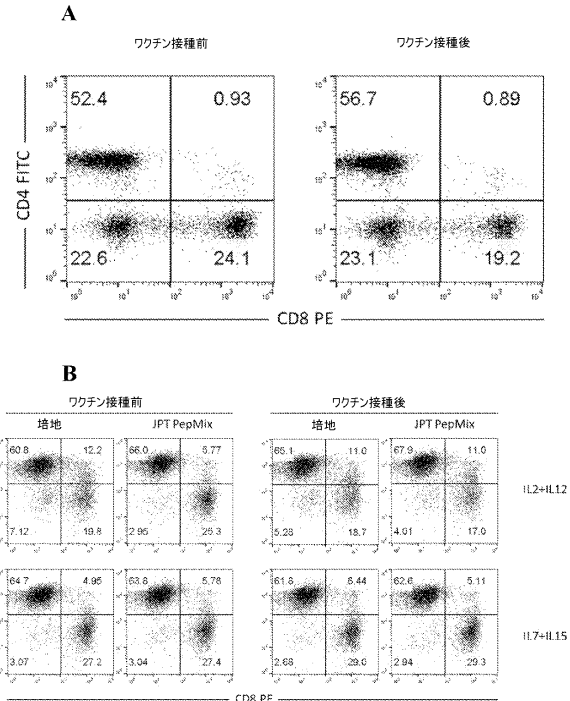 A
ワクチン接種前
ワクチン接種後
52.4 0.93
56.7 0.89
CD4 FITC
22.6 24.1
23.1 19.2
CD8 PE
B
ワクチン接種前
ワクチン接種後
培地 JPT PepMix
培地 JPT PepMix
60.8 12.2
66.0 5.77
65.1 11.0
67.9 11.0
IL2+IL12
7.12 19.8
2.95 25.3
5.28 18.7
4.01 17.0
64.7 4.95
63.8 5.78
61.8 6.44
62.6 5.11
IL7+IL15
3.07 27.2
3.04 27.4
2.68 29.0
2.94 29.3
CD8 PE